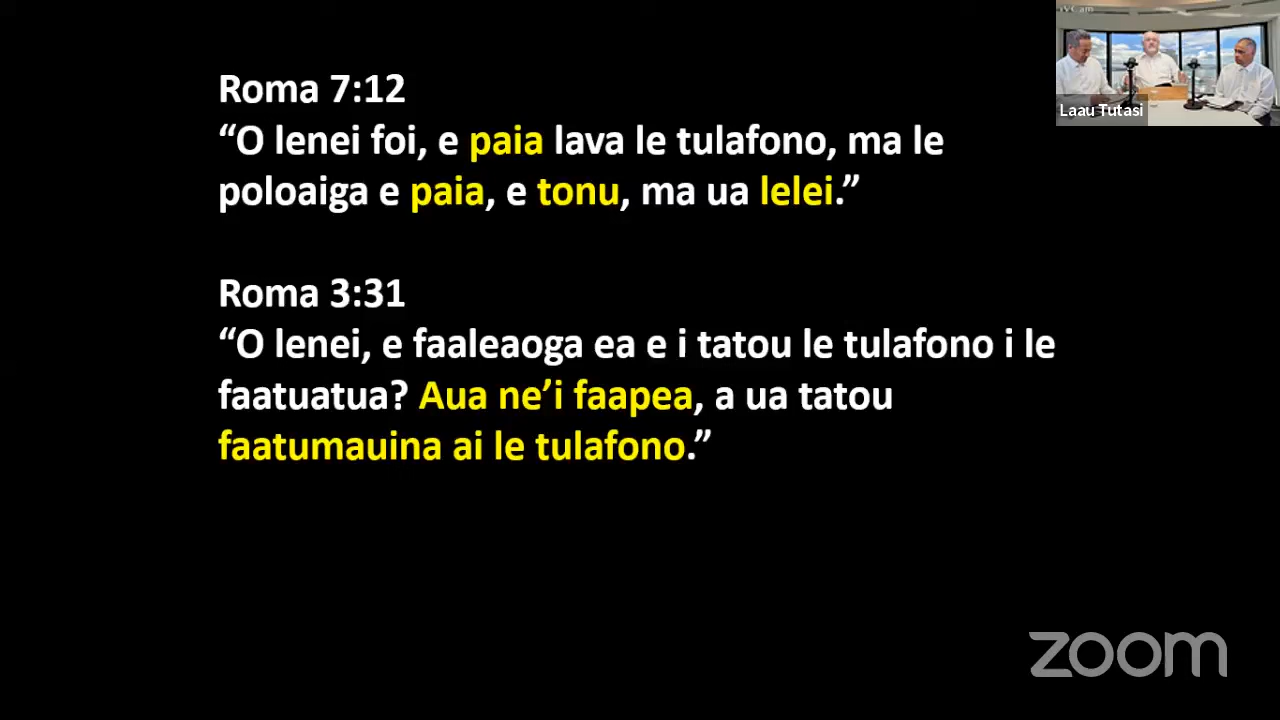 Roma 7:12
“O lenei foi, e paia lava le tulafono, ma le
poloaiga e paia, e tonu, ma ua lelei.”
Roma 3:31
“O lenei, e faaleaoga ea e i tatou le tulafono i le
faatuatua? Aua ne’i faapea, a ua tatou
faatumauina ai le tulafono.”
Laau Tutasi
zoom